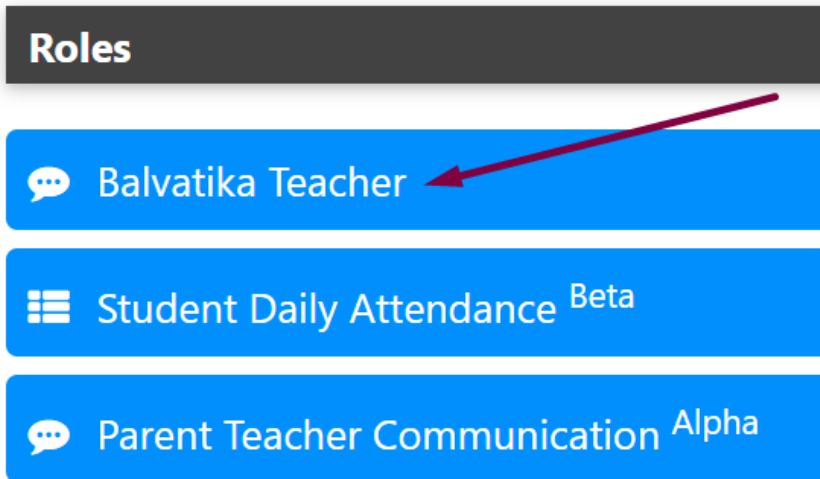 Roles
Balvatika Teacher
Student Daily Attendance Beta
Parent Teacher Communication Alpha